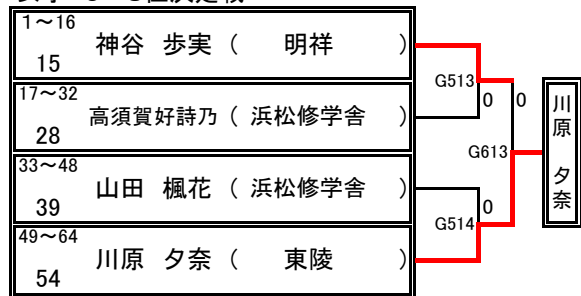 1～16
15
神谷 歩実（ 明祥 ）
17～32
28
高須賀好詩乃（ 浜松修学舎 ）
33～48
39
山田 楓花（ 浜松修学舎 ）
49～64
54
川原 夕奈（ 東陵 ）
G513
0
0
G613
G514
0
川原 夕奈